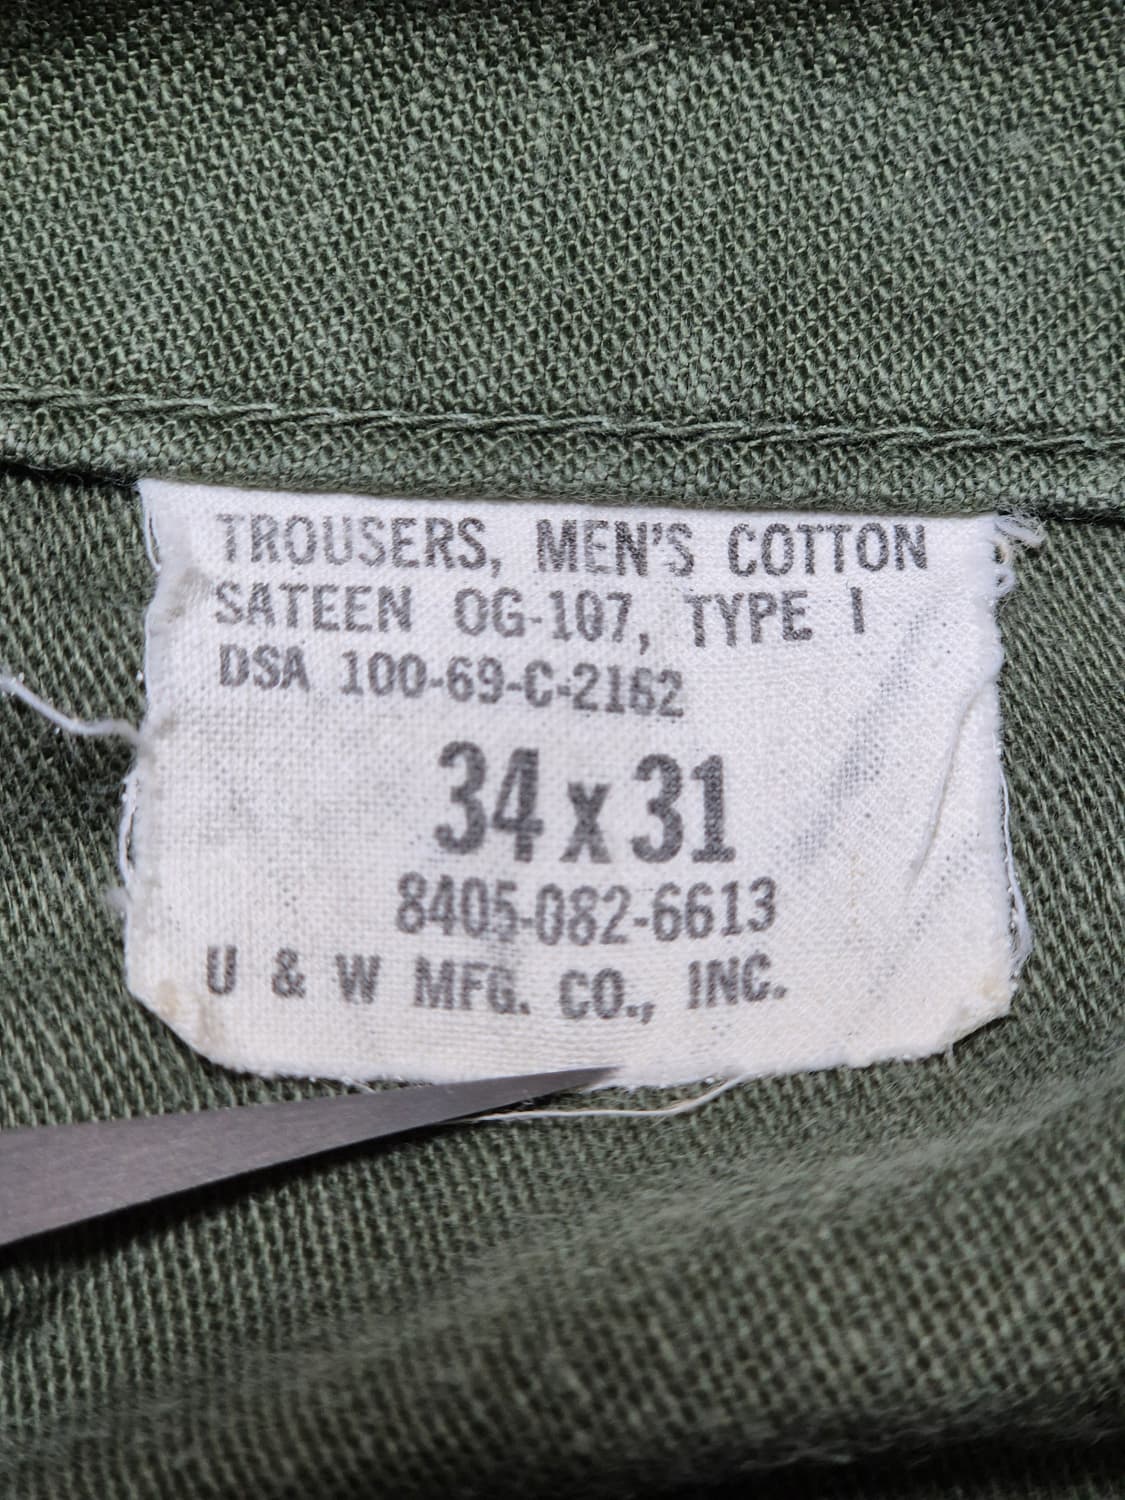 TROUSERS, MEN'S COTTON
SATEEN OG-107, TYPE I
DSA 100-69-C-2162
34 x 31
8405-082-6613
U & W MFG. CO., INC.